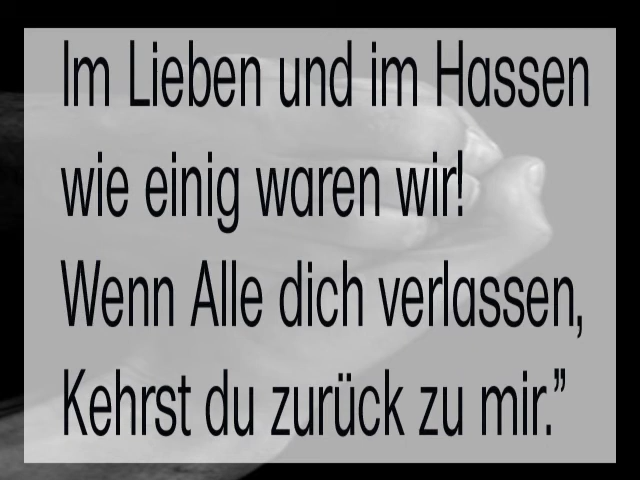 Im Lieben und im Hassen
wie einig waren wir!
Wenn Alle dich verlassen,
Kehrst du zurück zu mir.”